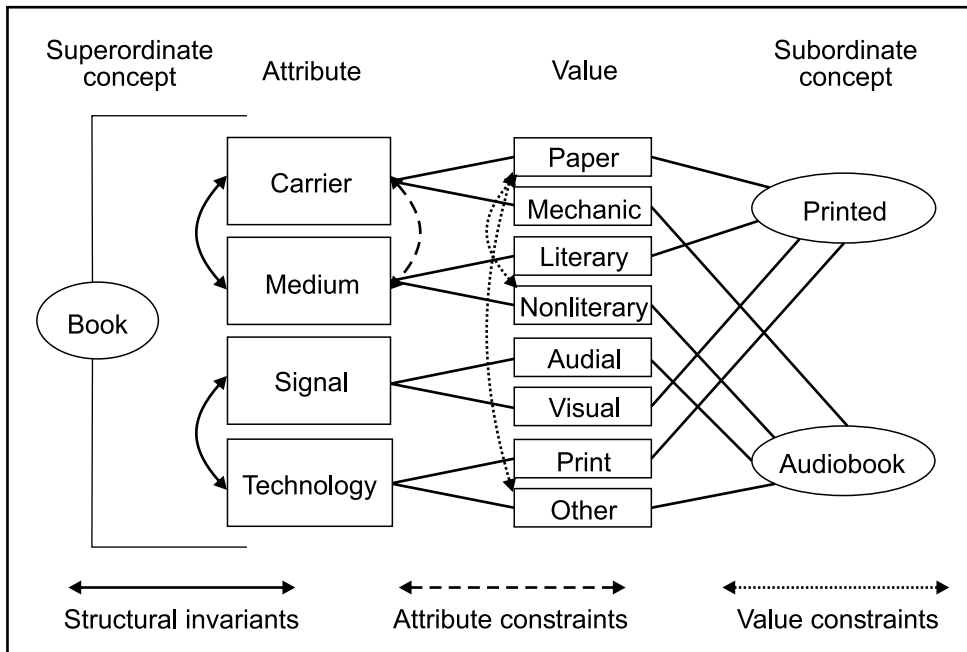 Superordinate
concept
Attribute
Value
Subordinate
concept
Book
Carrier
Medium
Signal
Technology
Paper
Mechanic
Literary
Nonliterary
Audial
Visual
Print
Other
Printed
Audiobook
Structural invariants
Attribute constraints
Value constraints